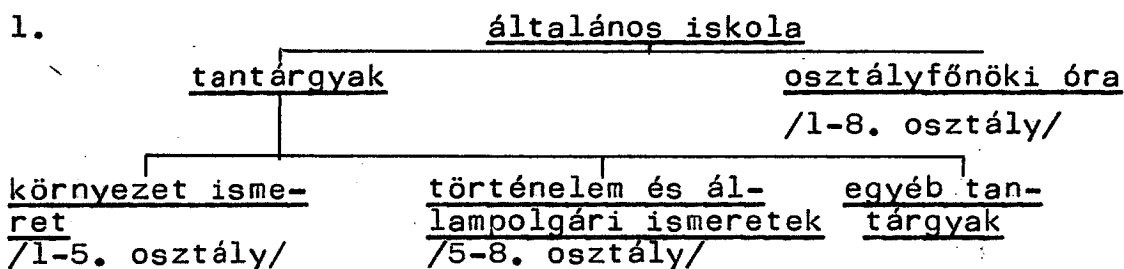 1. általános iskola
tantárgyak osztályfőnöki óra
/1-8. osztály/
környezet isme- történelem és ál- egyéb tan-
ret lampolgári ismeretek tárgyak
/1-5. osztály/ /5-8. osztály/